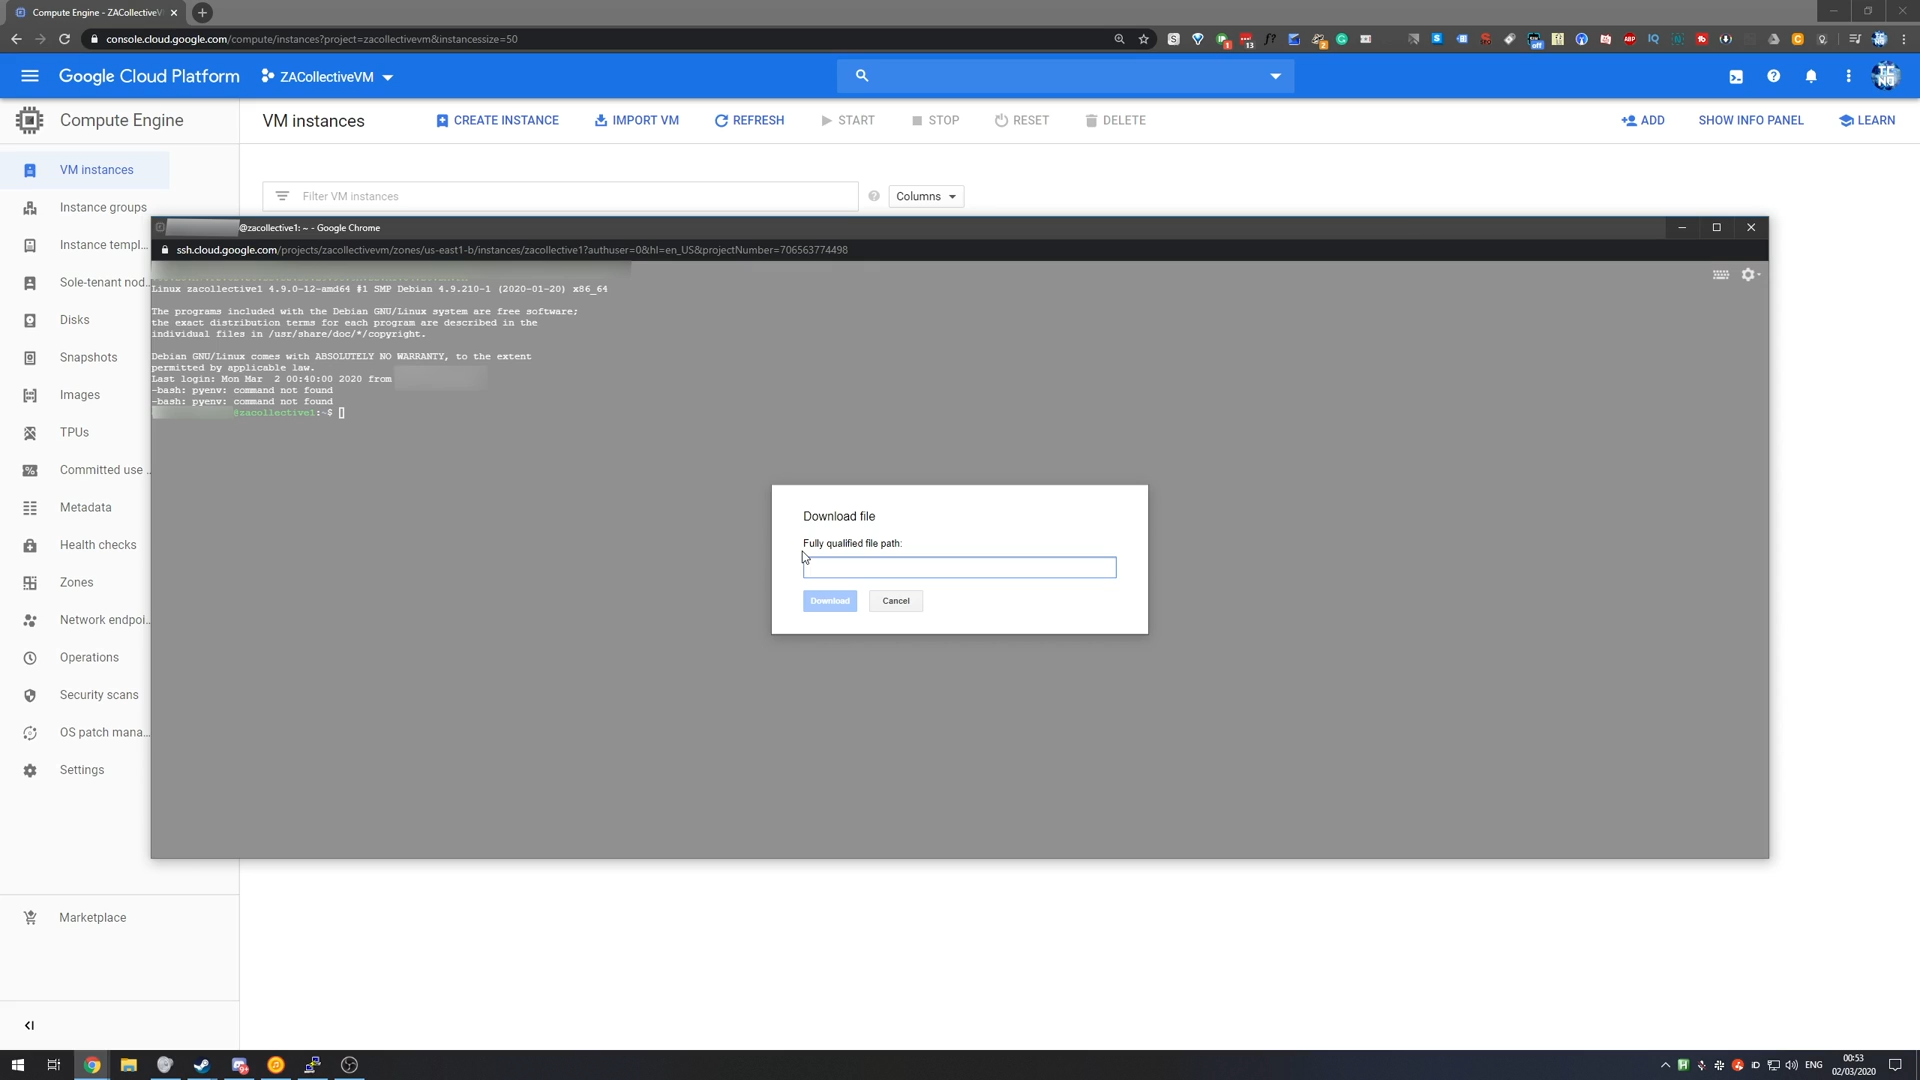 Compute Engine - ZACollectiveV
console.cloud.google.com/compute/instances?project=zacollectivevm&instancessize=50
Google Cloud Platform
ZACollectiveVM
Compute Engine
VM instances
CREATE INSTANCE
IMPORT VM
REFRESH
START
STOP
RESET
DELETE
ADD
SHOW INFO PANEL
LEARN
VM instances
Instance groups
Instance templ...
Sole-tenant nod...
Disks
Snapshots
Images
TPUs
Committed use ...
Metadata
Health checks
Zones
Network endpoi...
Operations
Security scans
OS patch mana...
Settings
Marketplace
Filter VM instances
Columns
@zacollective1: ~ - Google Chrome
ssh.cloud.google.com/projects/zacollectivevm/zones/us-east1-b/instances/zacollective1?authuser=0&hl=en_US&projectNumber=706563774498
Linux zacollective1 4.9.0-12-amd64 #1 SMP Debian 4.9.210-1 (2020-01-20) x86_64
The programs included with the Debian GNU/Linux system are free software;
the exact distribution terms for each program are described in the
individual files in /usr/share/doc/*/copyright.
Debian GNU/Linux comes with ABSOLUTELY NO WARRANTY, to the extent
permitted by applicable law.
Last login: Mon Mar  2 00:40:00 2020 from
-bash: pyenv: command not found
-bash: pyenv: command not found
@zacollective1:~$
Download file
Fully qualified file path:
Download
Cancel
ENG
00:53
02/03/2020